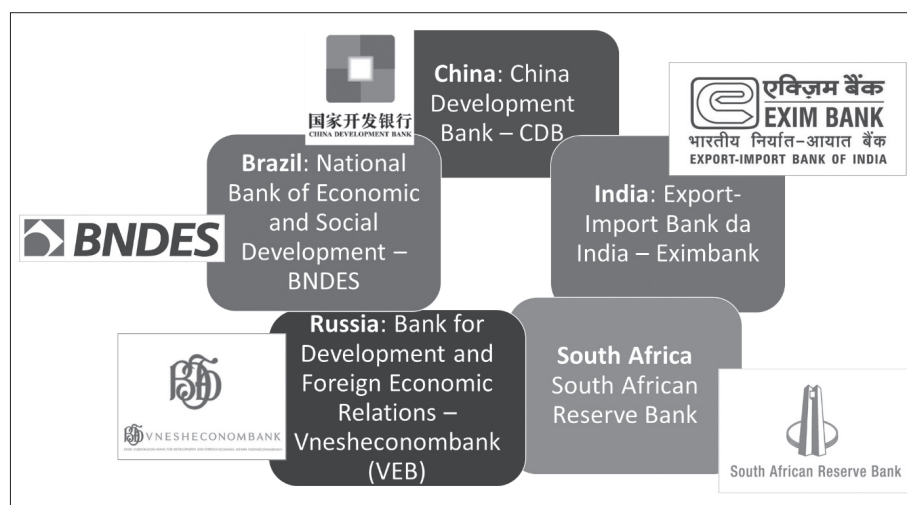 国家开发银行
CHINA DEVELOPMENT BANK
China: China
Development
Bank – CDB
एक्ज़िम बैंक
EXIM BANK
भारतीय निर्यात-आयात बैंक
EXPORT-IMPORT BANK OF INDIA
BNDES
Brazil: National
Bank of Economic
and Social
Development –
BNDES
India: Export-
Import Bank da
India – Eximbank
VNESHECONOMBANK
Russia: Bank for
Development and
Foreign Economic
Relations –
Vnesheconombank
(VEB)
South Africa
South African
Reserve Bank
South African Reserve Bank